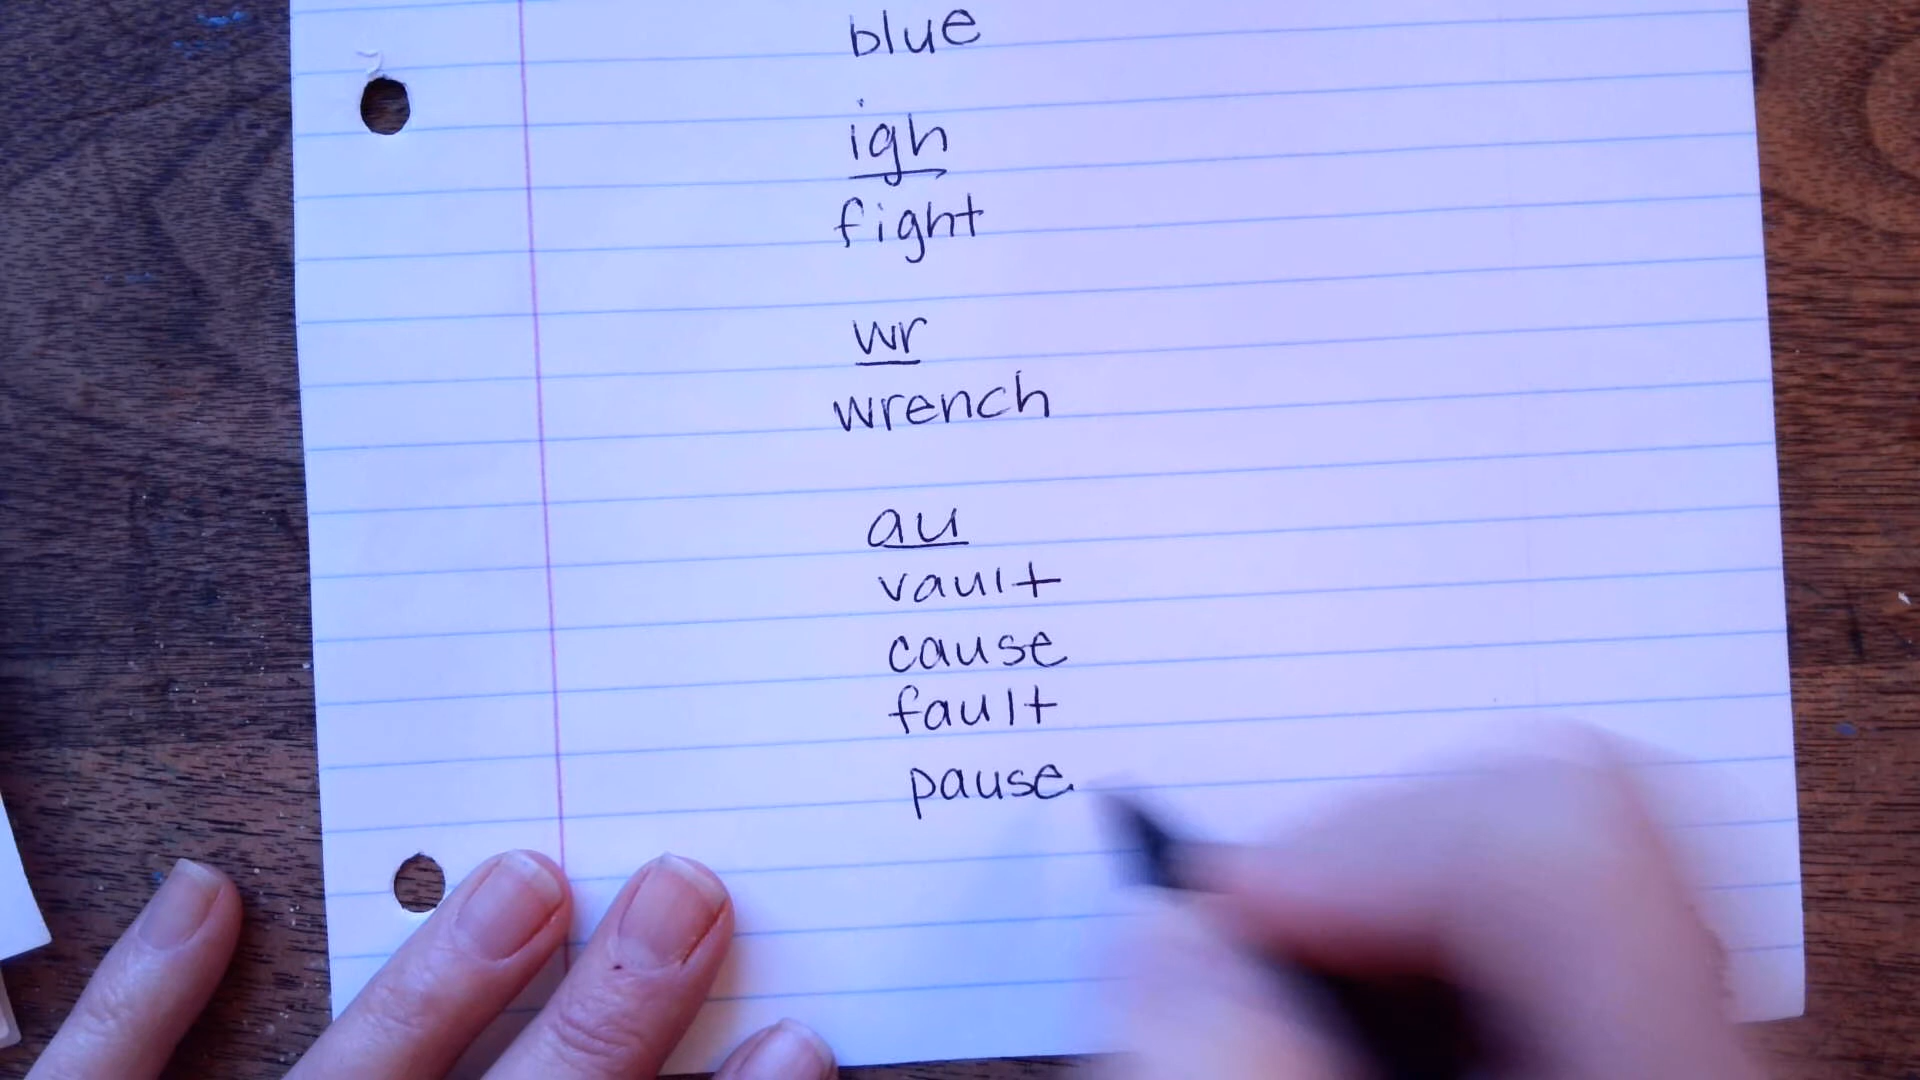 blue
igh
fight
wr
wrench
au
vault
cause
fault
pause